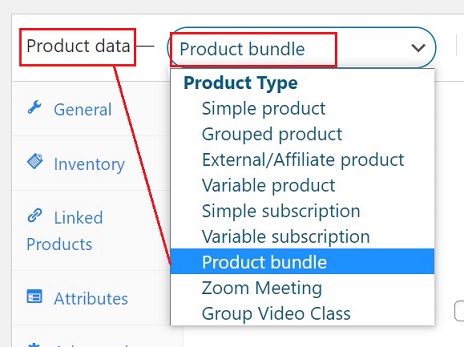 Product data — Product bundle
Product Type
Simple product
Grouped product
External/Affiliate product
Variable product
Simple subscription
Variable subscription
Product bundle
Zoom Meeting
Group Video Class
General
Inventory
Linked
Products
Attributes